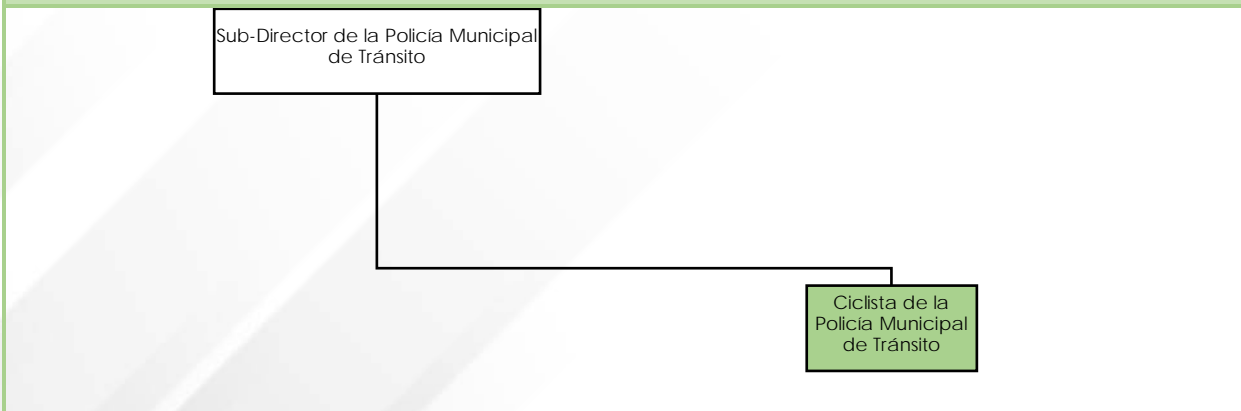 Sub-Director de la Policía Municipal
de Tránsito
Ciclista de la
Policía Municipal
de Tránsito